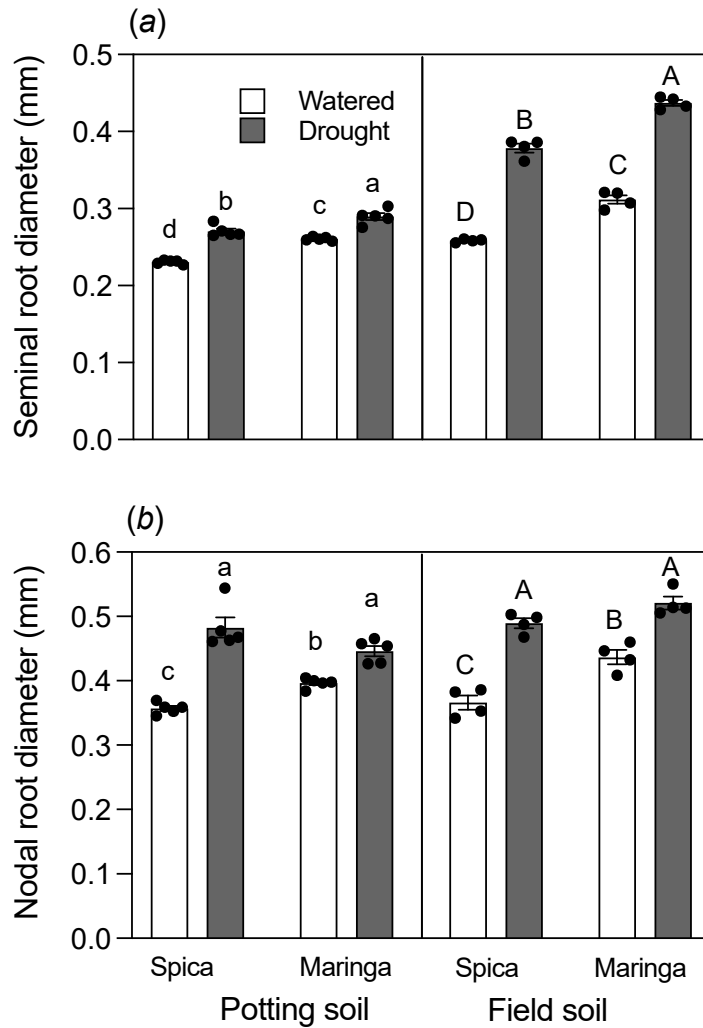 (a)
Seminal root diameter (mm)
0.5
0.4
0.3
0.2
0.1
0.0
Watered
Drought
d
b
c
a
D
B
C
A
(b)
Nodal root diameter (mm)
0.6
0.5
0.4
0.3
0.2
0.1
0.0
c
a
b
a
C
A
B
A
Spica
Maringa
Spica
Maringa
Potting soil
Field soil